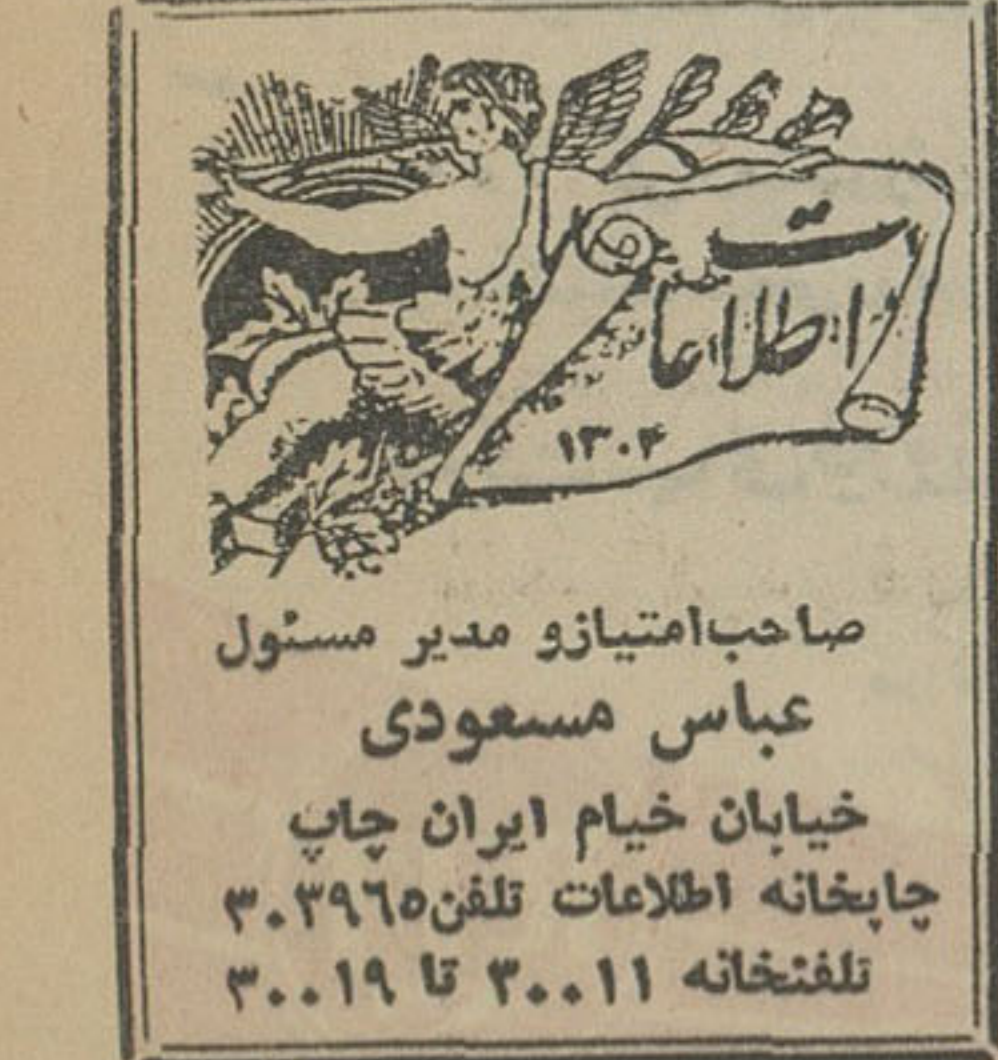 اطلاعات
۱۳۰۴
صاحب‌امتیاز و مدیر مسئول
عباس مسعودی
خیابان خیام ایران چاپ
چاپخانه اطلاعات تلفن ۳۰۳۹٦٥
تلفنخانه ۳۰۰۱۱ تا ۳۰۰۱۹